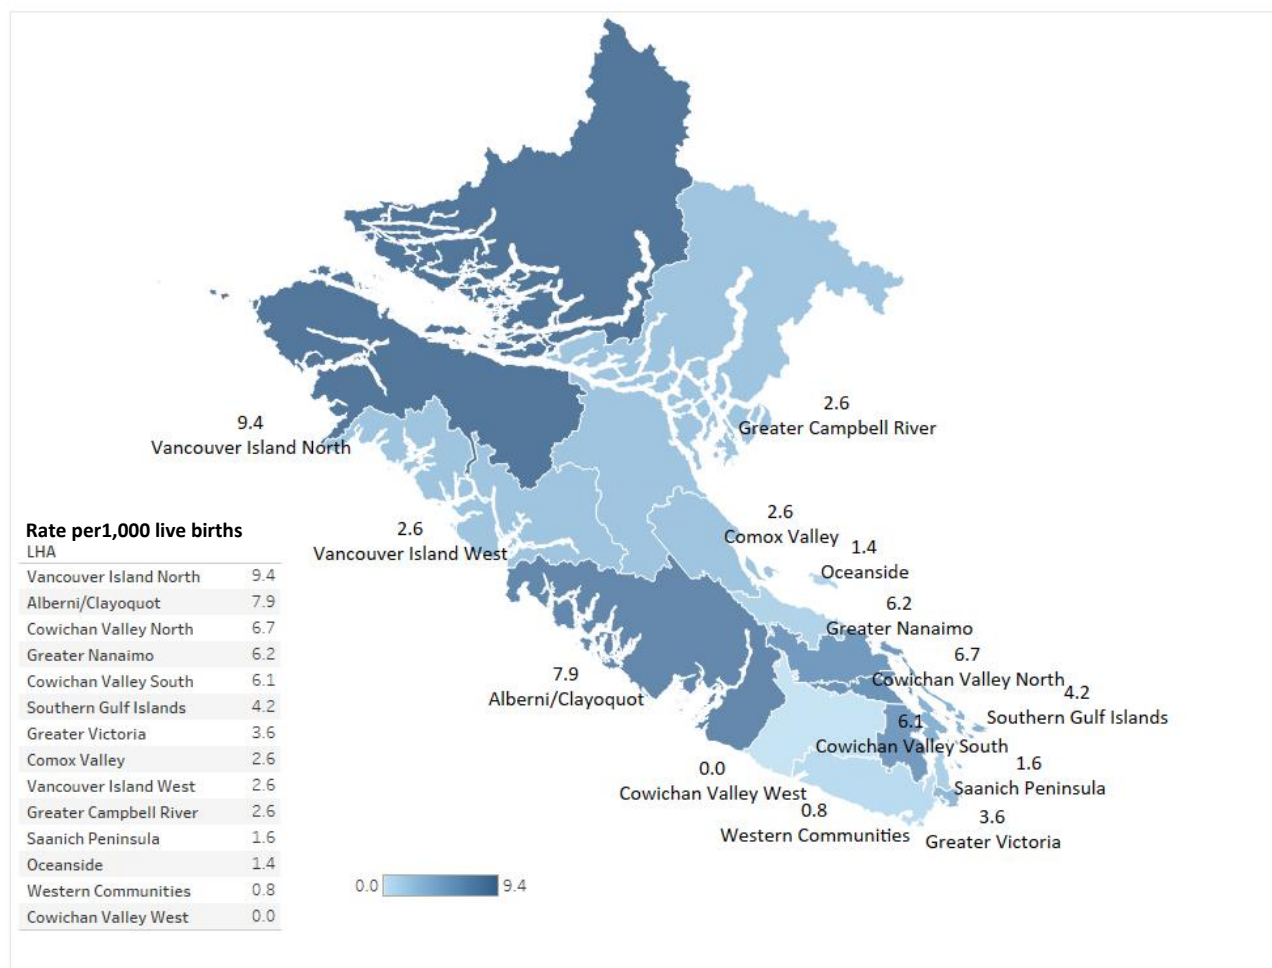 2.6
Greater Campbell River
9.4
Vancouver Island North
2.6
Comox Valley
2.6
Vancouver Island West
1.4
Oceanside
6.2
Greater Nanaimo
6.7
Cowichan Valley North
7.9
Alberni/Clayoquot
4.2
Southern Gulf Islands
6.1
Cowichan Valley South
1.6
Saanich Peninsula
0.0
Cowichan Valley West
0.8
Western Communities
3.6
Greater Victoria
Rate per1,000 live births
LHA
Vancouver Island North 9.4
Alberni/Clayoquot 7.9
Cowichan Valley North 6.7
Greater Nanaimo 6.2
Cowichan Valley South 6.1
Southern Gulf Islands 4.2
Greater Victoria 3.6
Comox Valley 2.6
Vancouver Island West 2.6
Greater Campbell River 2.6
Saanich Peninsula 1.6
Oceanside 1.4
Western Communities 0.8
Cowichan Valley West 0.0
0.0 9.4